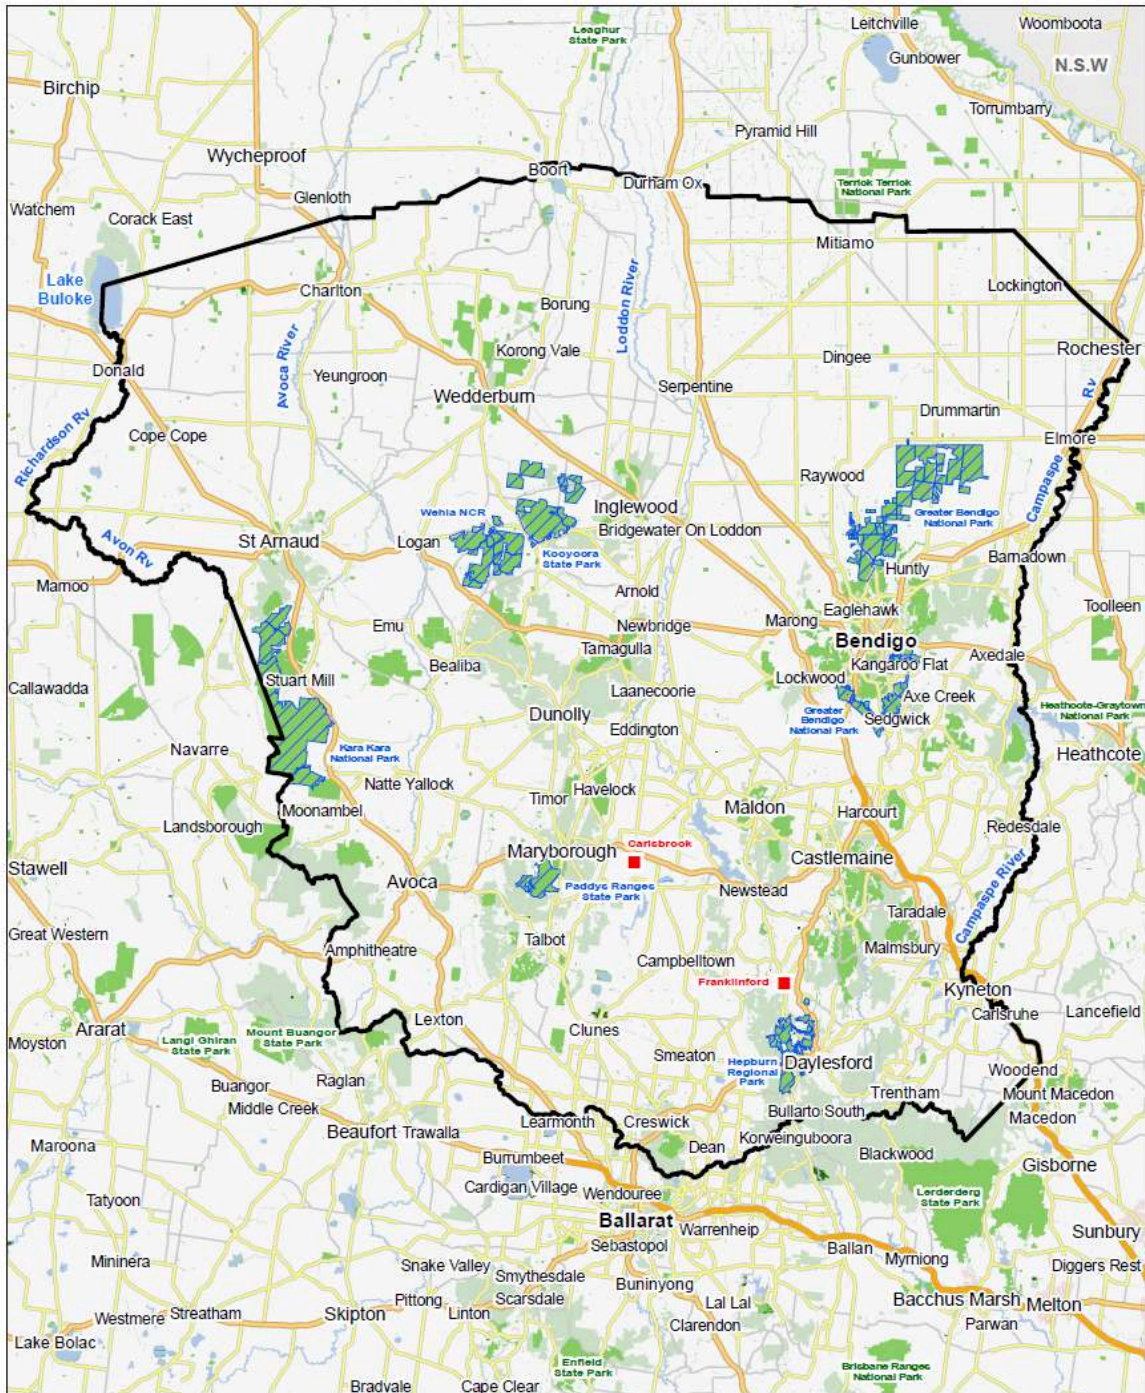 Leaghur
State Park
Leitchville
Woomboota
Gunbower
N.S.W
Birchip
Torrumbarry
Pyramid Hill
Wycheproof
Boort
Durham Ox
Terrick Terrick
National Park
Glenloth
Watchem
Corack East
Mitiamo
Lake
Buloke
Charlton
Lockington
Borung
Loddon River
Avoca River
Korong Vale
Rochester
Donald
Yeungroon
Dingee
Serpentine
Wedderburn
Rv
Drummartin
Richardson Rv
Cope Cope
Elmore
Raywood
Campaspe
Inglewood
Wehla NCR
Greater Bendigo
National Park
Bridgewater On Loddon
Avon Rv
St Arnaud
Logan
Kooyoora
State Park
Barnadown
Huntly
Marnoo
Arnold
Toolleen
Eaglehawk
Emu
Newbridge
Marong
Bendigo
Tarnagulla
Axedale
Bealiba
Kangaroo Flat
Stuart Mill
Lockwood
Callawadda
Laanecoorie
Axe Creek
Heathcote-Graytown
National Park
Dunolly
Greater
Bendigo
National Park
Sedgwick
Eddington
Navarre
Kara Kara
National Park
Heathcote
Natte Yallock
Havelock
Timor
Maldon
Moonambel
Harcourt
Landsborough
Redesdale
Carisbrook
Maryborough
Castlemaine
Stawell
Avoca
Paddys Ranges
State Park
Newstead
Campaspe River
Taradale
Great Western
Talbot
Malmsbury
Amphitheatre
Campbelltown
Franklinford
Kyneton
Lancefield
Carlsruhe
Lexton
Ararat
Clunes
Mount Buangor
State Park
Langi Ghiran
State Park
Moyston
Smeaton
Hepburn
Regional
Park
Daylesford
Woodend
Raglan
Buangor
Trentham
Mount Macedon
Middle Creek
Bullarto South
Macedon
Learmonth
Creswick
Beaufort
Trawalla
Korweinguboora
Dean
Maroona
Blackwood
Burrumbeet
Gisborne
Cardigan Village
Wendouree
Lerderderg
State Park
Tatyoon
Ballarat
Warrenheip
Sunbury
Sebastopol
Ballan
Myrniong
Mininera
Snake Valley
Diggers Rest
Smythesdale
Buninyong
Pittong
Scarsdale
Lal Lal
Bacchus Marsh
Melton
Westmere
Streatham
Skipton
Linton
Clarendon
Parwan
Lake Bolac
Enfield
State Park
Brisbane Ranges
National Park
Bradvale
Cape Clear